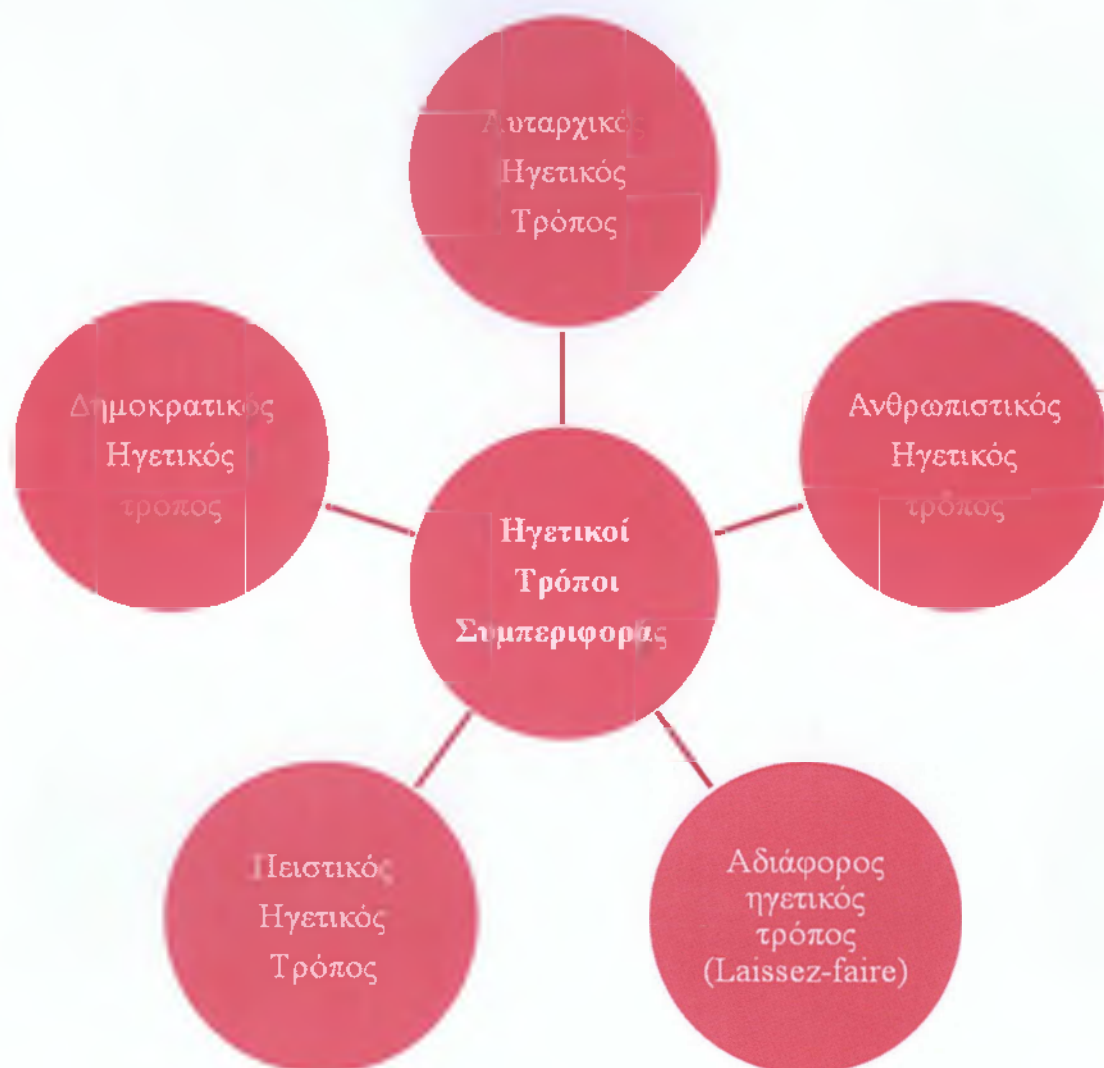 Αυταρχικός
Ηγετικός
Τρόπος
Δημοκρατικός
Ηγετικός
τρόπος
Ανθρωπιστικός
Ηγετικός
τρόπος
Ηγετικοί
Τρόποι
Συμπεριφοράς
Πειστικός
Ηγετικός
Τρόπος
Αδιάφορος
ηγετικός
τρόπος
(Laissez-faire)